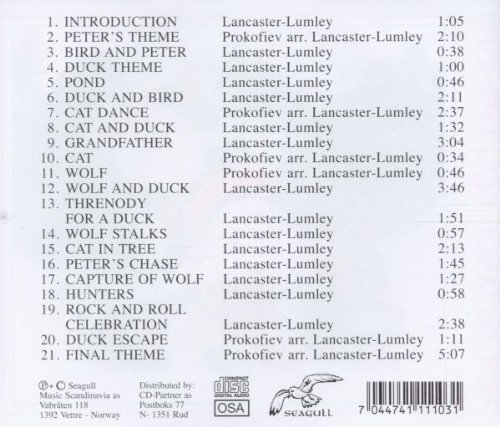 1. INTRODUCTION Lancaster-Lumley 1:05
2. PETER'S THEME Prokofiev arr. Lancaster-Lumley 2:10
3. BIRD AND PETER Lancaster-Lumley 0:38
4. DUCK THEME Lancaster-Lumley 1:00
5. POND Lancaster-Lumley 0:46
6. DUCK AND BIRD Lancaster-Lumley 2:11
7. CAT DANCE Prokofiev arr. Lancaster-Lumley 2:37
8. CAT AND DUCK Lancaster-Lumley 1:32
9. GRANDFATHER Lancaster-Lumley 3:04
10. CAT Prokofiev arr. Lancaster-Lumley 0:34
11. WOLF Prokofiev arr. Lancaster-Lumley 0:46
12. WOLF AND DUCK Lancaster-Lumley 3:46
13. THRENODY
FOR A DUCK Lancaster-Lumley 1:51
14. WOLF STALKS Lancaster-Lumley 0:57
15. CAT IN TREE Lancaster-Lumley 2:13
16. PETER'S CHASE Lancaster-Lumley 1:45
17. CAPTURE OF WOLF Lancaster-Lumley 1:27
18. HUNTERS Lancaster-Lumley 0:58
19. ROCK AND ROLL
CELEBRATION Lancaster-Lumley 2:38
20. DUCK ESCAPE Prokofiev arr. Lancaster-Lumley 1:11
21. FINAL THEME Prokofiev arr. Lancaster-Lumley 5:07
℗+© Seagull
Music Scandinavia as
Vabråten 118
1392 Vettre - Norway
Distributed by:
CD-Partner as
Postboks 77
N- 1351 Rud
COMPACT
disc
DIGITAL AUDIO
OSA
SEAGULL
7 044741 111031